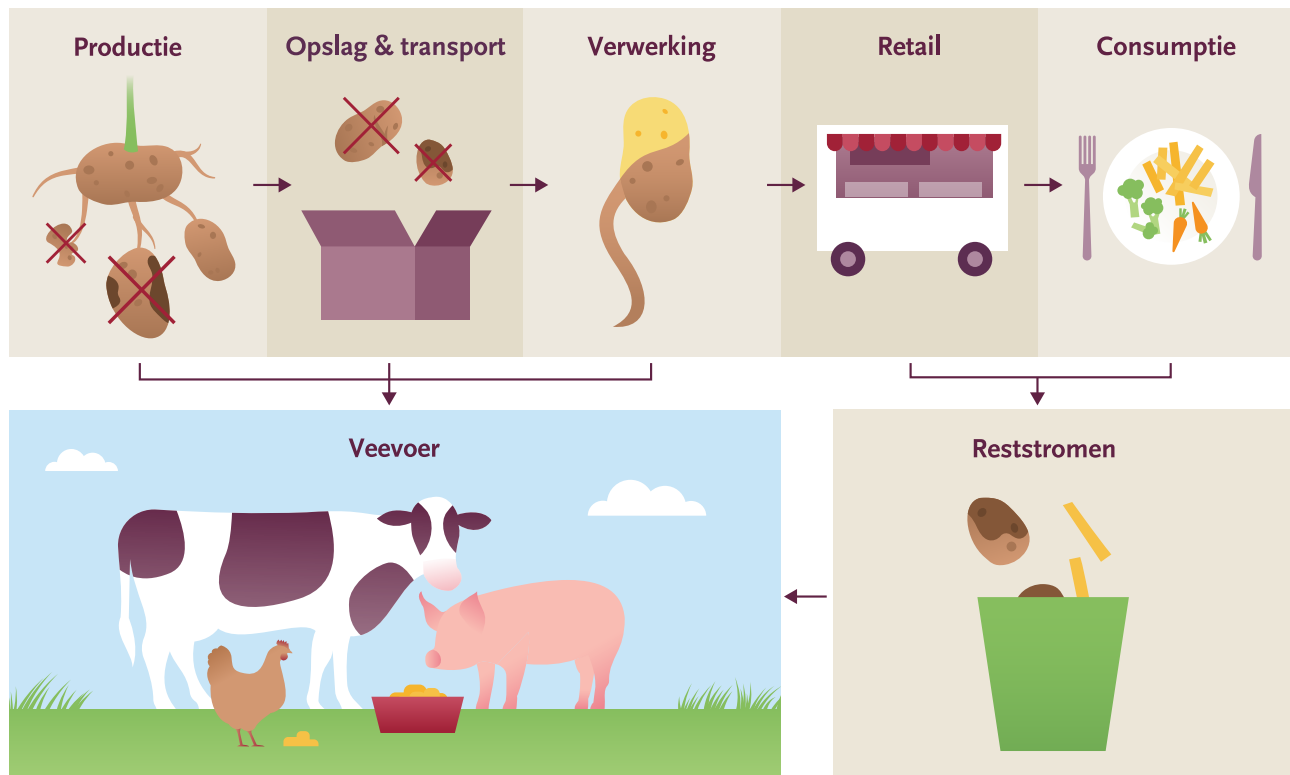 Productie
Opslag & transport
Verwerking
Retail
Consumptie
Veevoer
Reststromen